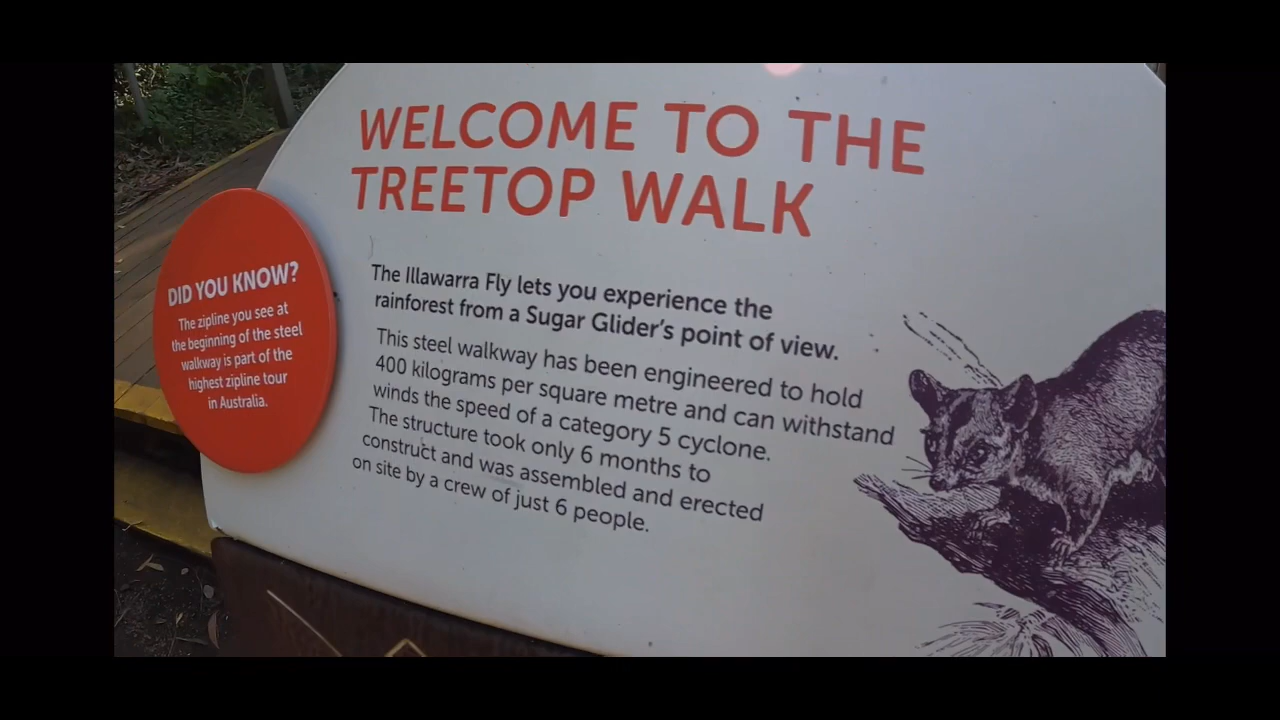 WELCOME TO THE
TREETOP WALK
DID YOU KNOW?
The zipline you see at
the beginning of the steel
walkway is part of the
highest zipline tour
in Australia.
The Illawarra Fly lets you experience the
rainforest from a Sugar Glider's point of view.
This steel walkway has been engineered to hold
400 kilograms per square metre and can withstand
winds the speed of a category 5 cyclone.
The structure took only 6 months to
construct and was assembled and erected
on site by a crew of just 6 people.